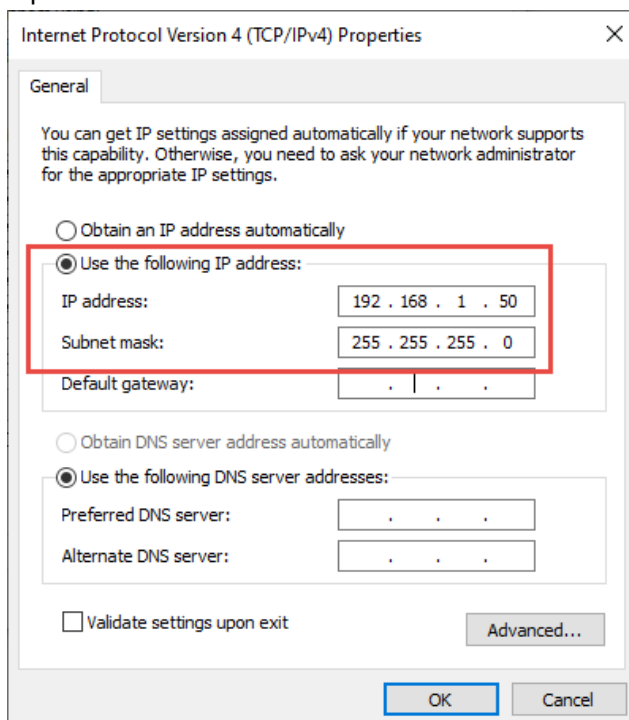 Internet Protocol Version 4 (TCP/IPv4) Properties
General
You can get IP settings assigned automatically if your network supports
this capability. Otherwise, you need to ask your network administrator
for the appropriate IP settings.
Obtain an IP address automatically
Use the following IP address:
IP address: 192 . 168 . 1 . 50
Subnet mask: 255 . 255 . 255 . 0
Default gateway: . . .
Obtain DNS server address automatically
Use the following DNS server addresses:
Preferred DNS server: . . .
Alternate DNS server: . . .
Validate settings upon exit
Advanced...
OK Cancel